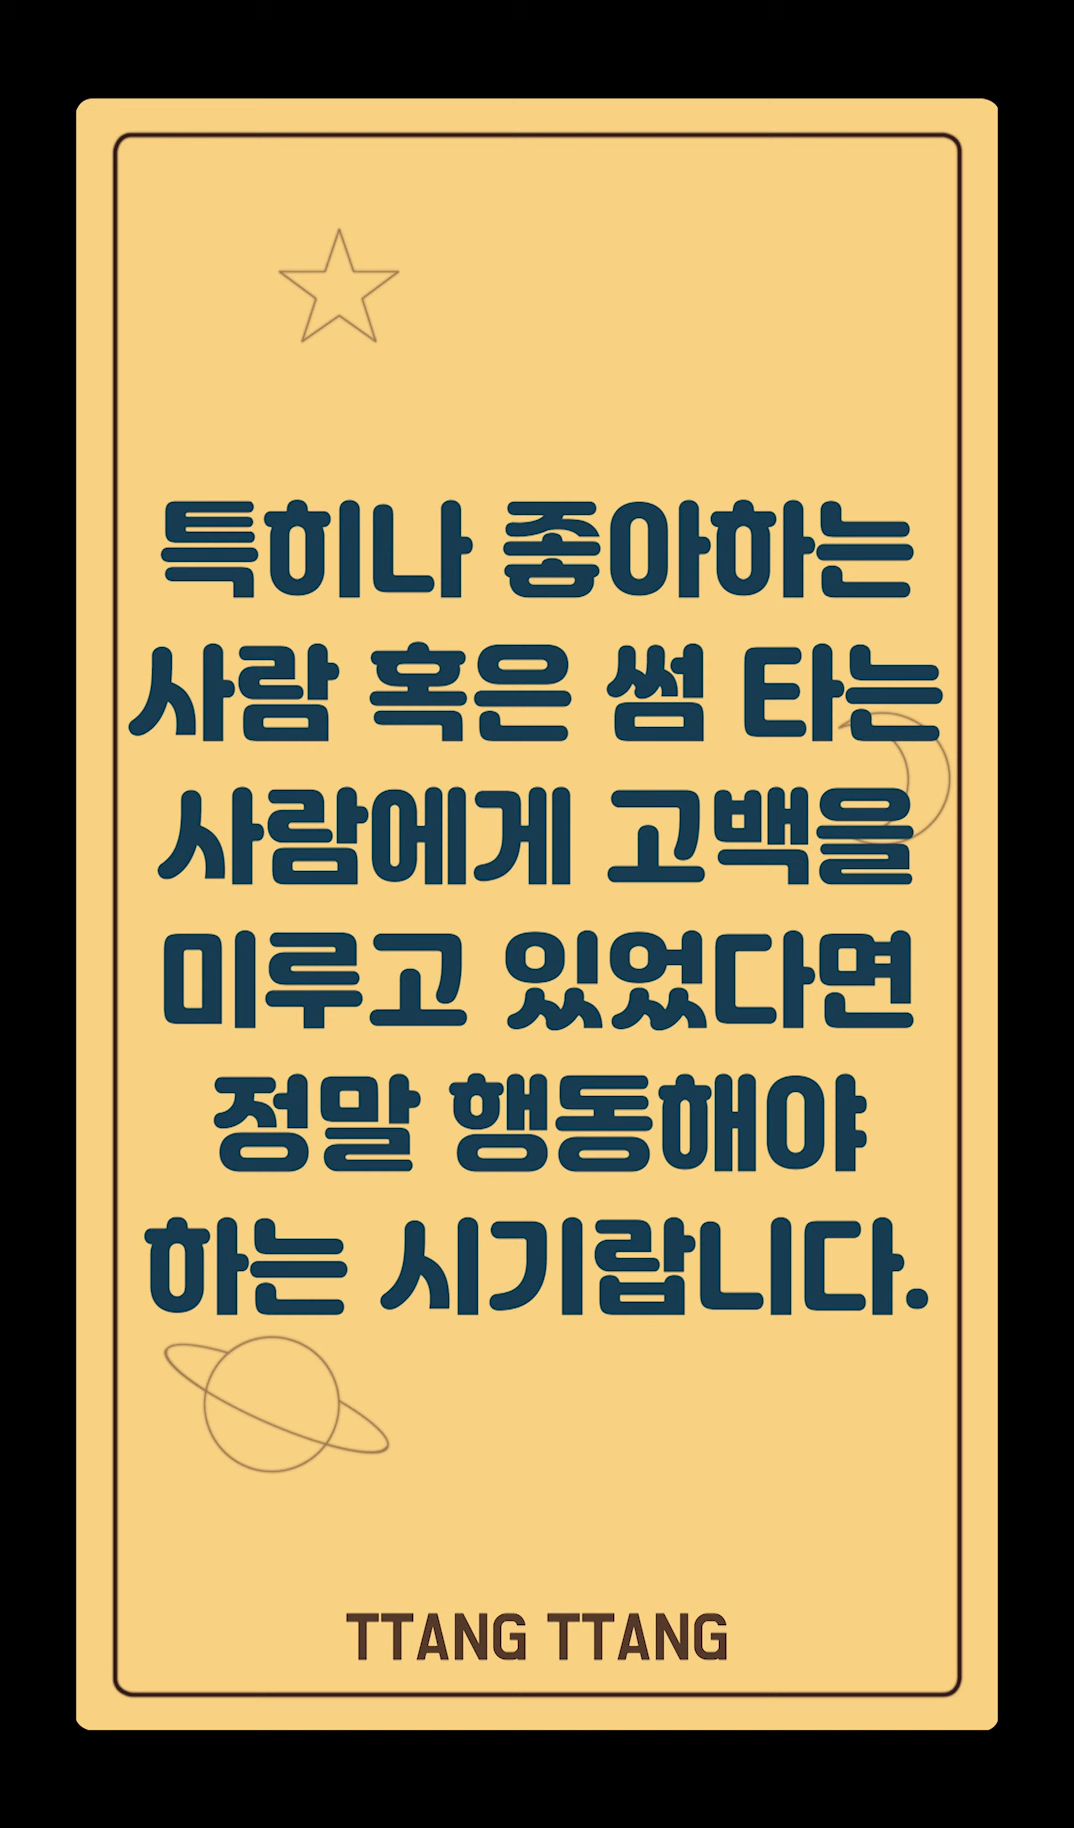 특히나 좋아하는
사람 혹은 썸 타는
사람에게 고백을
미루고 있었다면
정말 행동해야
하는 시기랍니다.
TTANG TTANG